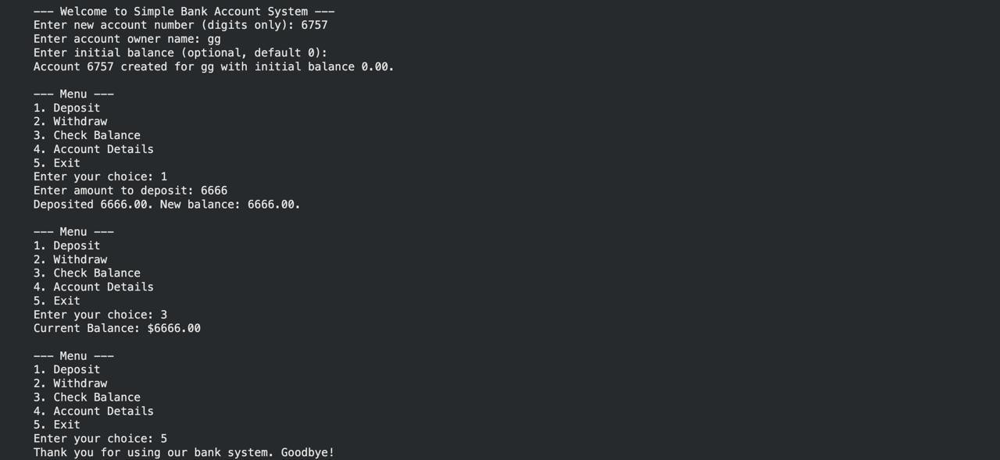 --- Welcome to Simple Bank Account System ---
Enter new account number (digits only): 6757
Enter account owner name: gg
Enter initial balance (optional, default 0):
Account 6757 created for gg with initial balance 0.00.

--- Menu ---
1. Deposit
2. Withdraw
3. Check Balance
4. Account Details
5. Exit
Enter your choice: 1
Enter amount to deposit: 6666
Deposited 6666.00. New balance: 6666.00.

--- Menu ---
1. Deposit
2. Withdraw
3. Check Balance
4. Account Details
5. Exit
Enter your choice: 3
Current Balance: $6666.00

--- Menu ---
1. Deposit
2. Withdraw
3. Check Balance
4. Account Details
5. Exit
Enter your choice: 5
Thank you for using our bank system. Goodbye!